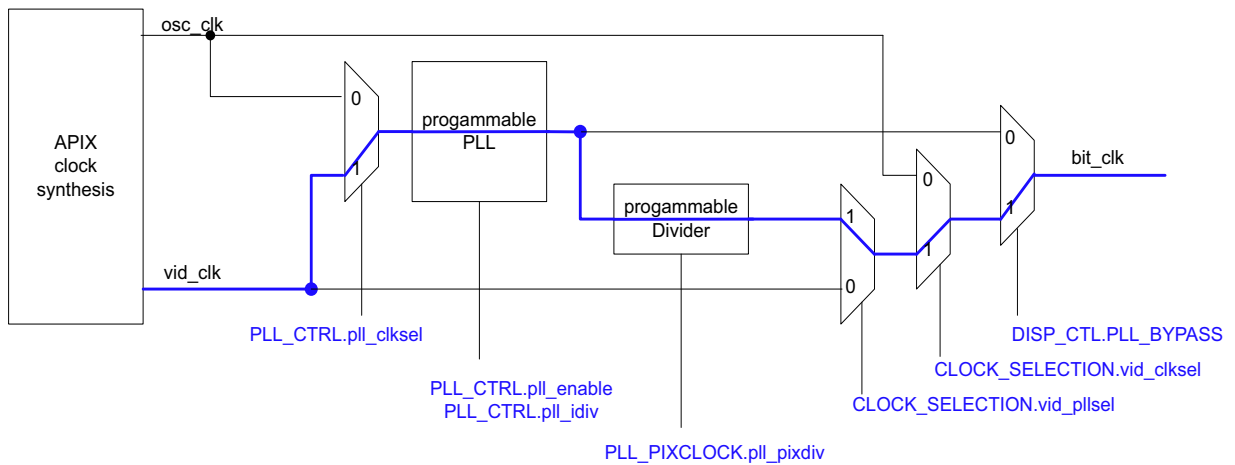 osc_clk
APIX
clock
synthesis
vid_clk
0
1
progammable
PLL
progammable
Divider
1
0
0
1
0
1
bit_clk
PLL_CTRL.pll_clksel
DISP_CTL.PLL_BYPASS
CLOCK_SELECTION.vid_clksel
PLL_CTRL.pll_enable
PLL_CTRL.pll_idiv
CLOCK_SELECTION.vid_pllsel
PLL_PIXCLOCK.pll_pixdiv